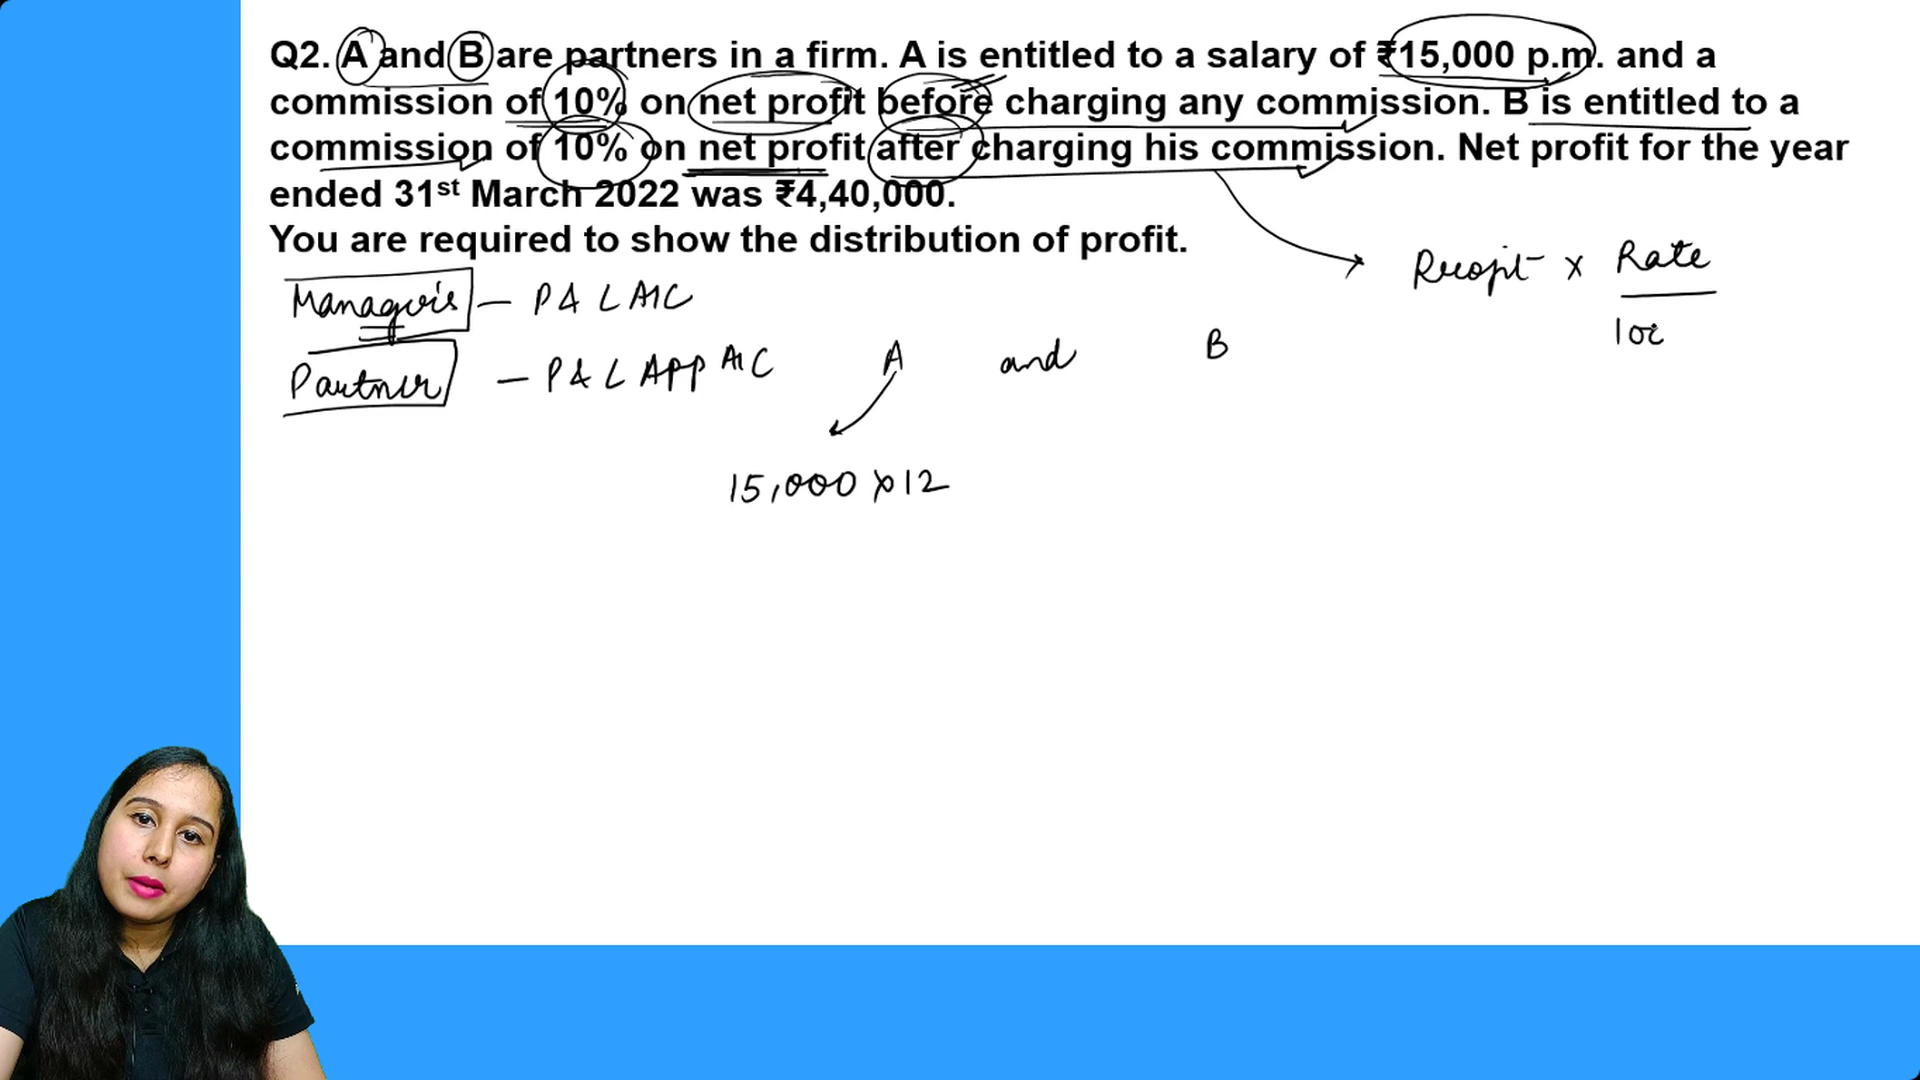 Q2. A and B are partners in a firm. A is entitled to a salary of ₹15,000 p.m. and a
commission of 10% on net profit before charging any commission. B is entitled to a
commission of 10% on net profit after charging his commission. Net profit for the year
ended 31st March 2022 was ₹4,40,000.
You are required to show the distribution of profit.
× Rate
100
— P & L A/C
Partner — P & L App A/C
A and B
15,000 × 12